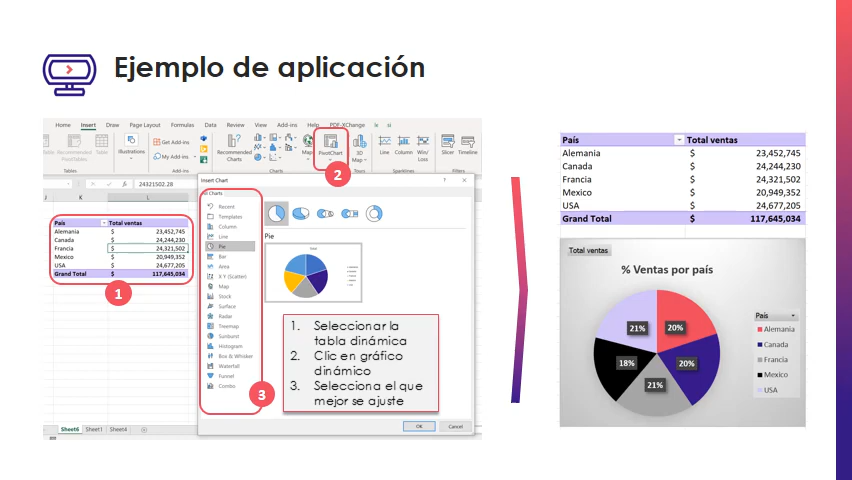 Ejemplo de aplicación
Home Insert Draw Page Layout Formulas Data Review View Add-ins Help PDF-XChange
Recommended PivotTables
Table
Illustrations
Get Add-ins
My Add-ins
Recommended Charts
Maps
PivotChart
3D Map
Line
Column
Win/Loss
Slicer
Timeline
Tables
Add-ins
Charts
Tours
Sparklines
Filters
2
24321502.28
J K L
País Total ventas
Alemania $ 23,452,745
Canada $ 24,244,230
Francia $ 24,321,502
Mexico $ 20,949,352
USA $ 24,677,205
Grand Total $ 117,645,034
1
Insert Chart
All Charts
Recent
Templates
Column
Line
Pie
Bar
Area
X Y (Scatter)
Map
Stock
Surface
Radar
Treemap
Sunburst
Histogram
Box & Whisker
Waterfall
Funnel
Combo
3
Pie
Total
1. Seleccionar la
tabla dinámica
2. Clic en gráfico
dinámico
3. Selecciona el que
mejor se ajuste
OK Cancel
Sheet6 Sheet1 Sheet4
País Total ventas
Alemania $ 23,452,745
Canada $ 24,244,230
Francia $ 24,321,502
Mexico $ 20,949,352
USA $ 24,677,205
Grand Total $ 117,645,034
Total ventas
% Ventas por país
21%
20%
18%
20%
21%
País
Alemania
Canada
Francia
Mexico
USA